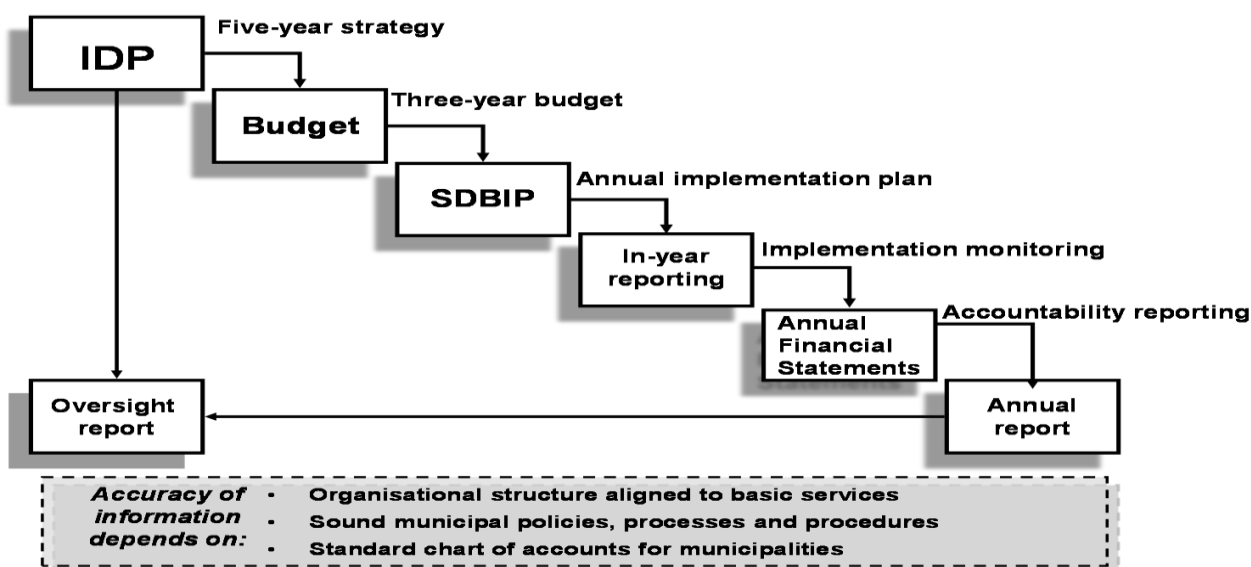 Five-year strategy
IDP
Three-year budget
Budget
Annual implementation plan
SDBIP
Implementation monitoring
In-year
reporting
Accountability reporting
Annual
Financial
Statements
Annual
report
Oversight
report
Accuracy of
information
depends on:
· Organisational structure aligned to basic services
· Sound municipal policies, processes and procedures
· Standard chart of accounts for municipalities